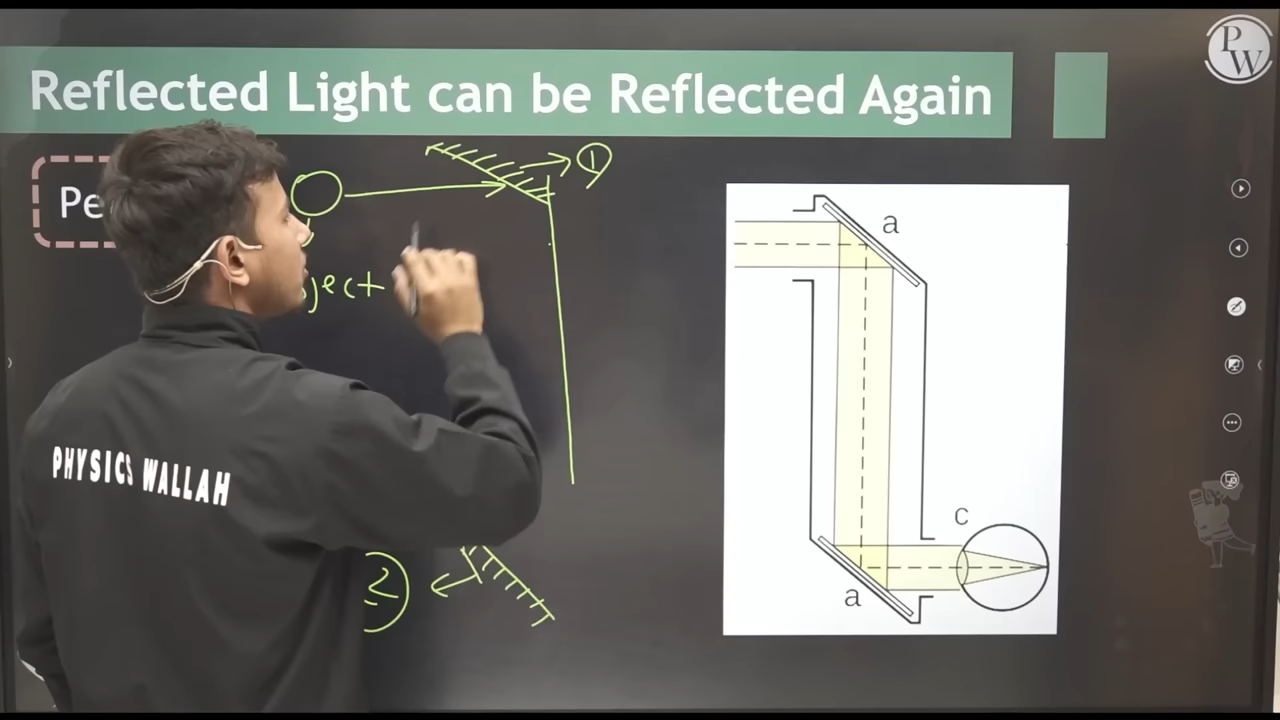 Reflected Light can be Reflected Again
PW
Pe
①
ject
a
PHYSICS WALLAH
c
②
a